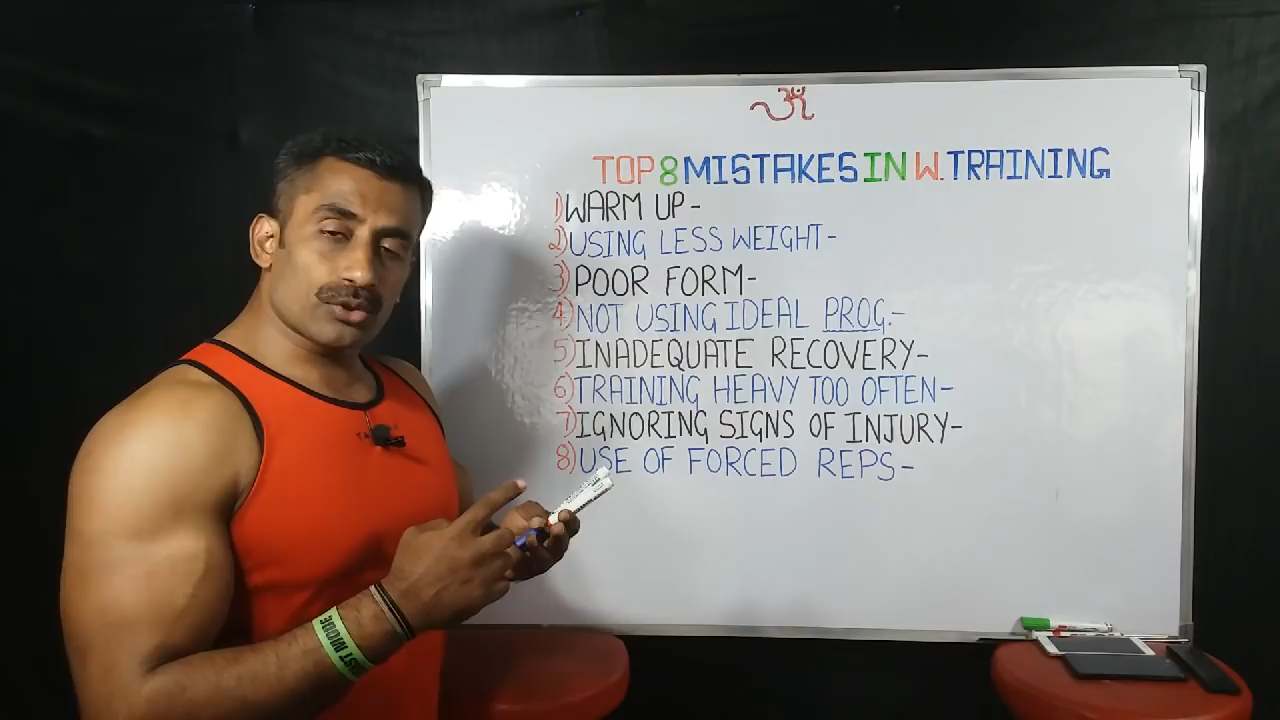 ॐ
TOP 8 MISTAKES IN W. TRAINING
1) WARM UP-
2) USING LESS WEIGHT-
3) POOR FORM-
4) NOT USING IDEAL PROG.-
5) INADEQUATE RECOVERY-
6) TRAINING HEAVY TOO OFTEN-
7) IGNORING SIGNS OF INJURY-
8) USE OF FORCED REPS-